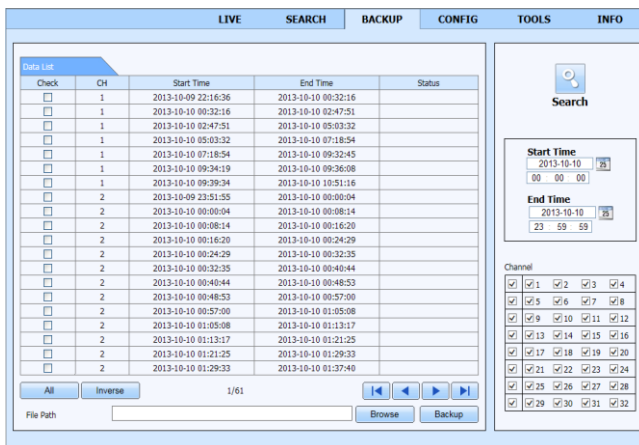 LIVE SEARCH BACKUP CONFIG TOOLS INFO
Data List
Check CH Start Time End Time Status
1 2013-10-09 22:16:36 2013-10-10 00:32:16
1 2013-10-10 00:32:16 2013-10-10 02:47:51
1 2013-10-10 02:47:51 2013-10-10 05:03:32
1 2013-10-10 05:03:32 2013-10-10 07:18:54
1 2013-10-10 07:18:54 2013-10-10 09:32:45
1 2013-10-10 09:34:19 2013-10-10 09:36:08
1 2013-10-10 09:39:34 2013-10-10 10:51:16
2 2013-10-09 23:51:55 2013-10-10 00:00:04
2 2013-10-10 00:00:04 2013-10-10 00:08:14
2 2013-10-10 00:08:14 2013-10-10 00:16:20
2 2013-10-10 00:16:20 2013-10-10 00:24:29
2 2013-10-10 00:24:29 2013-10-10 00:32:35
2 2013-10-10 00:32:35 2013-10-10 00:40:44
2 2013-10-10 00:40:44 2013-10-10 00:48:53
2 2013-10-10 00:48:53 2013-10-10 00:57:00
2 2013-10-10 00:57:00 2013-10-10 01:05:08
2 2013-10-10 01:05:08 2013-10-10 01:13:17
2 2013-10-10 01:13:17 2013-10-10 01:21:25
2 2013-10-10 01:21:25 2013-10-10 01:29:33
2 2013-10-10 01:29:33 2013-10-10 01:37:40
All Inverse 1/61
File Path Browse Backup
Search
Start Time
2013-10-10 25
00 : 00 : 00
End Time
2013-10-10 25
23 : 59 : 59
Channel
1 2 3 4
5 6 7 8
9 10 11 12
13 14 15 16
17 18 19 20
21 22 23 24
25 26 27 28
29 30 31 32